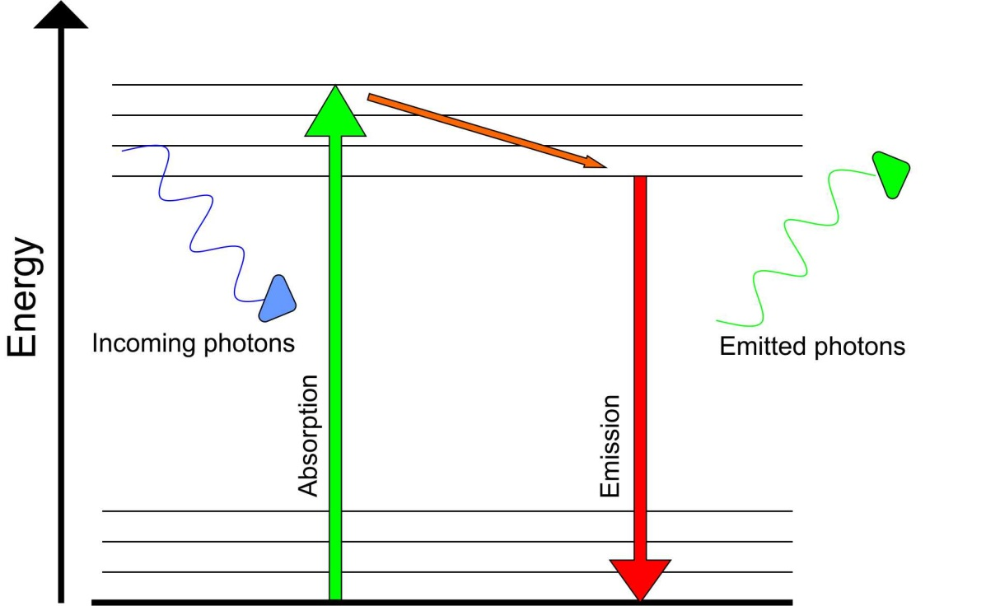 Energy
Incoming photons
Absorption
Emission
Emitted photons